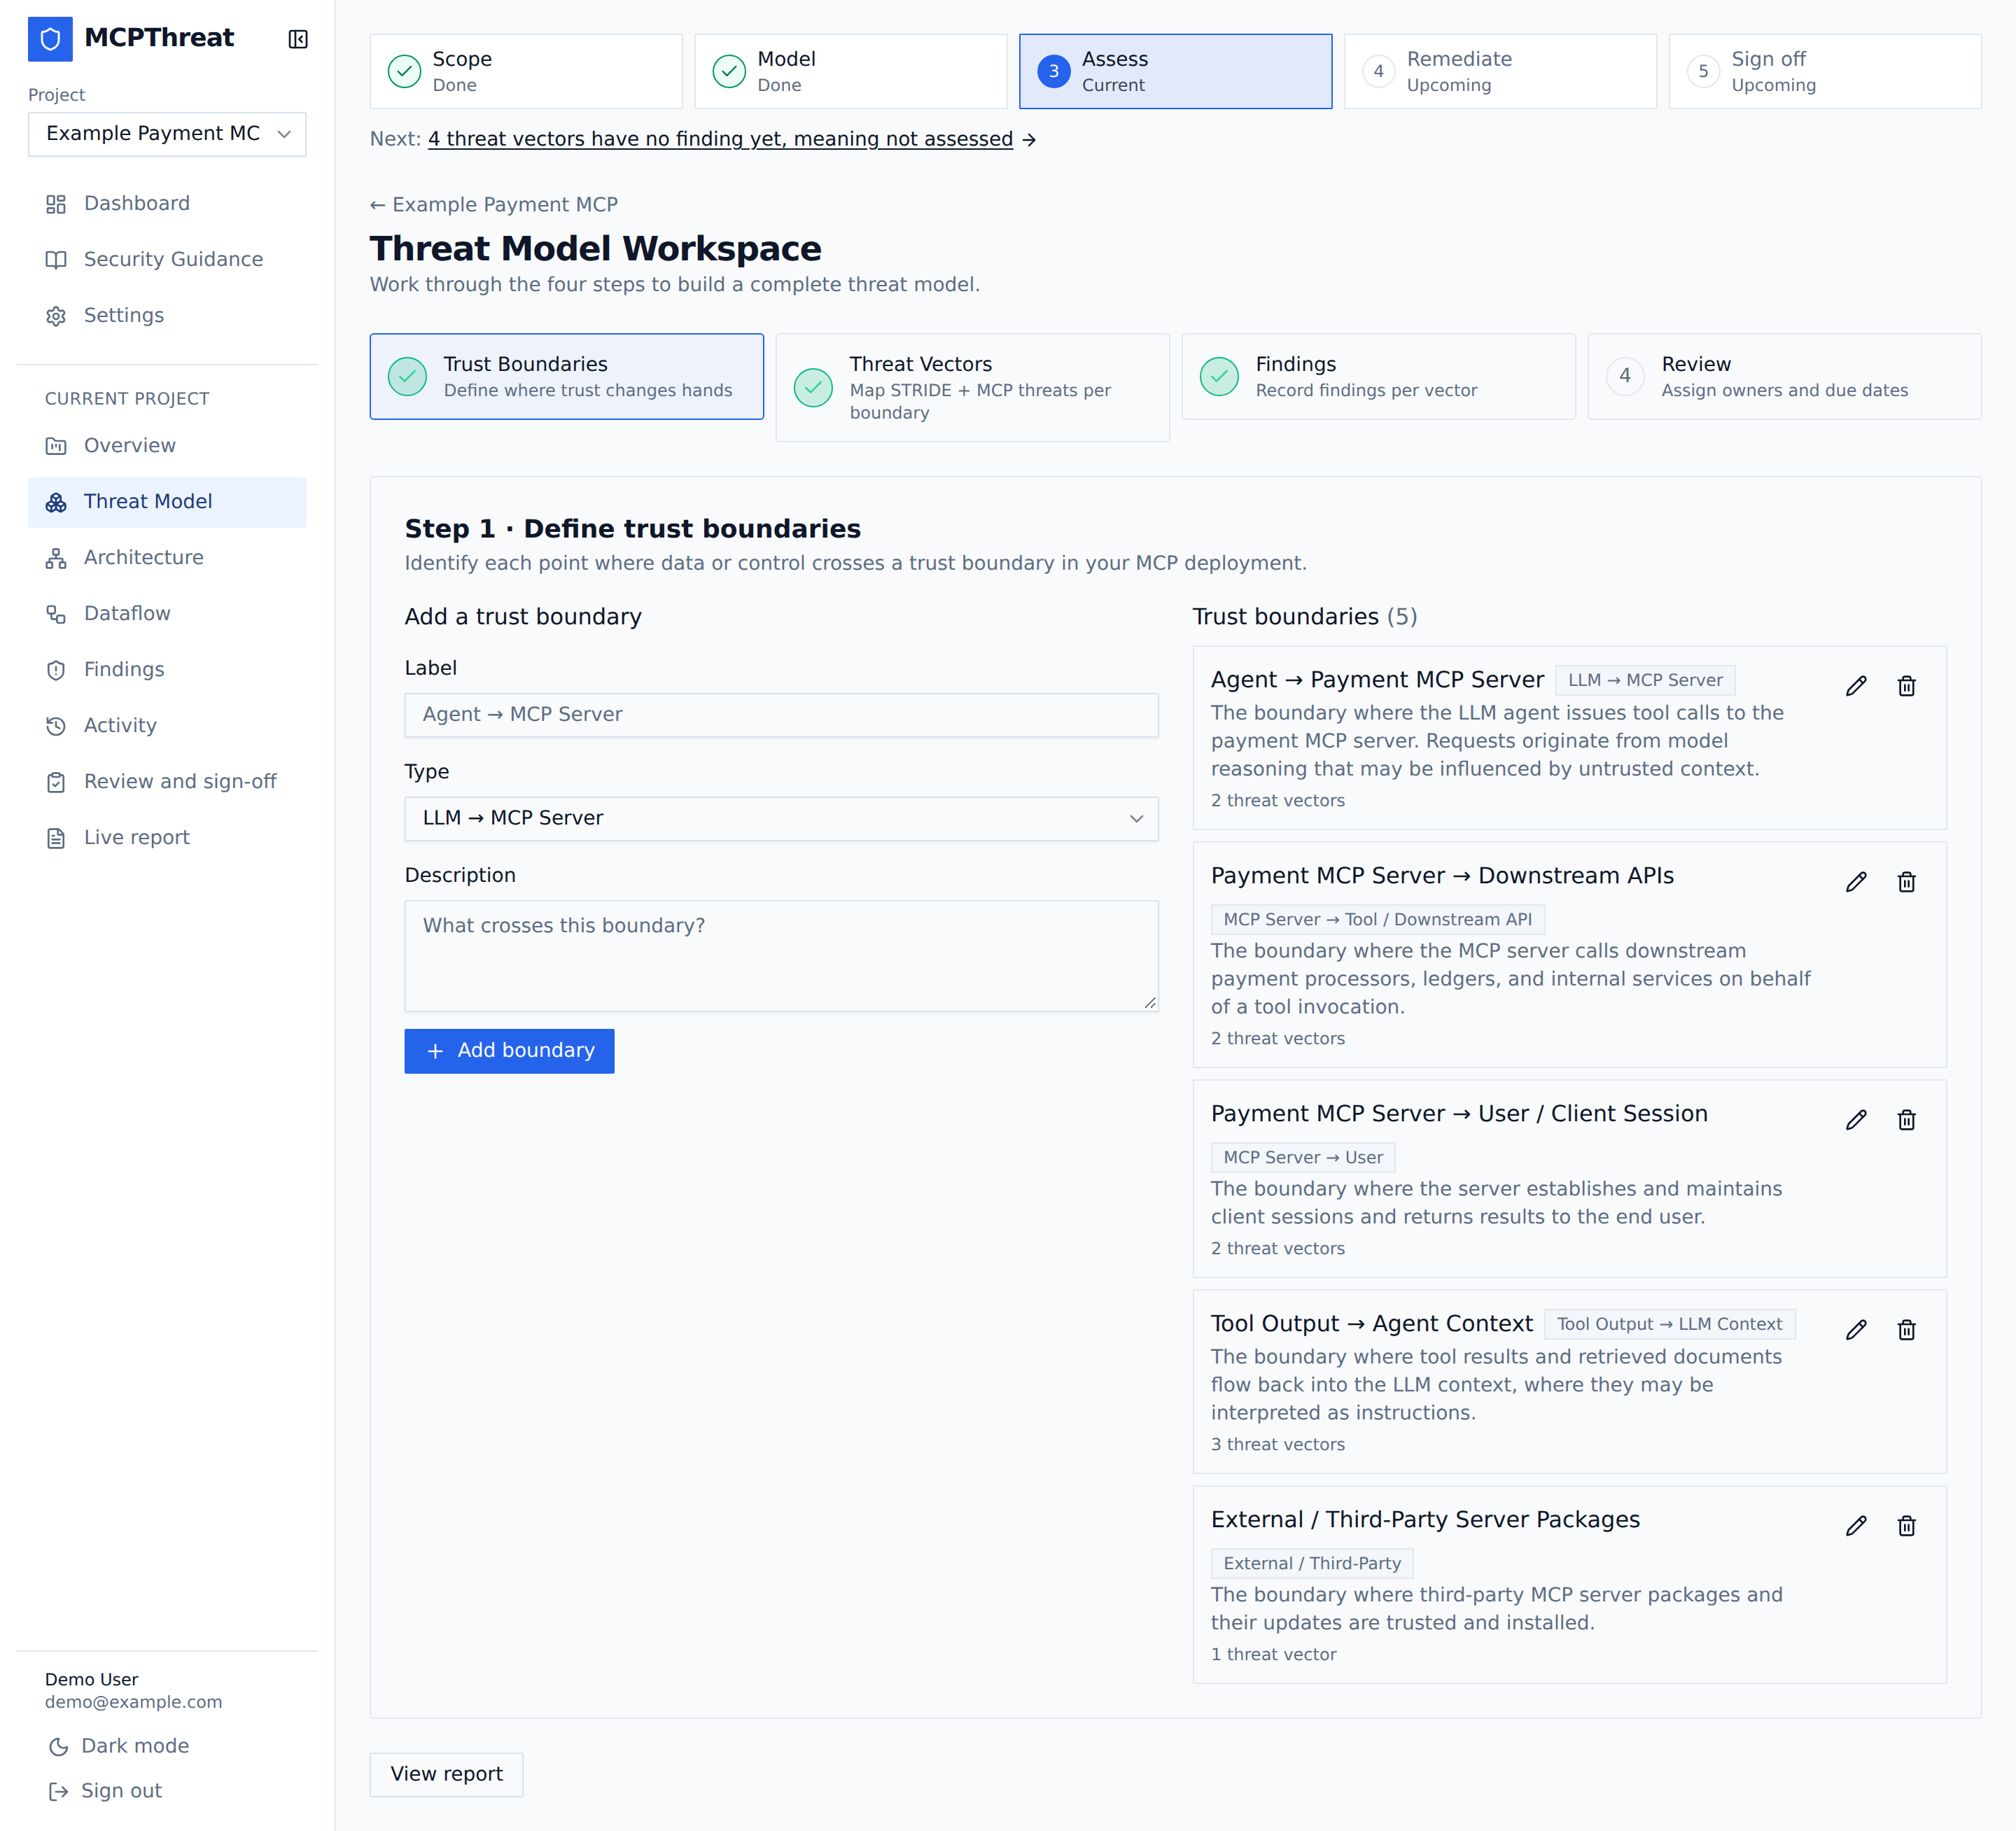 MCPThreat
Project
Example Payment MC
Dashboard
Security Guidance
Settings
CURRENT PROJECT
Overview
Threat Model
Architecture
Dataflow
Findings
Activity
Review and sign-off
Live report
Demo User
demo@example.com
Dark mode
Sign out
Scope
Done
Model
Done
3
Assess
Current
4
Remediate
Upcoming
5
Sign off
Upcoming
Next: 4 threat vectors have no finding yet, meaning not assessed →
← Example Payment MCP
Threat Model Workspace
Work through the four steps to build a complete threat model.
Trust Boundaries
Define where trust changes hands
Threat Vectors
Map STRIDE + MCP threats per
boundary
Findings
Record findings per vector
4
Review
Assign owners and due dates
Step 1 · Define trust boundaries
Identify each point where data or control crosses a trust boundary in your MCP deployment.
Add a trust boundary
Label
Agent → MCP Server
Type
LLM → MCP Server
Description
What crosses this boundary?
+ Add boundary
Trust boundaries (5)
Agent → Payment MCP Server LLM → MCP Server
The boundary where the LLM agent issues tool calls to the
payment MCP server. Requests originate from model
reasoning that may be influenced by untrusted context.
2 threat vectors
Payment MCP Server → Downstream APIs
MCP Server → Tool / Downstream API
The boundary where the MCP server calls downstream
payment processors, ledgers, and internal services on behalf
of a tool invocation.
2 threat vectors
Payment MCP Server → User / Client Session
MCP Server → User
The boundary where the server establishes and maintains
client sessions and returns results to the end user.
2 threat vectors
Tool Output → Agent Context Tool Output → LLM Context
The boundary where tool results and retrieved documents
flow back into the LLM context, where they may be
interpreted as instructions.
3 threat vectors
External / Third-Party Server Packages
External / Third-Party
The boundary where third-party MCP server packages and
their updates are trusted and installed.
1 threat vector
View report